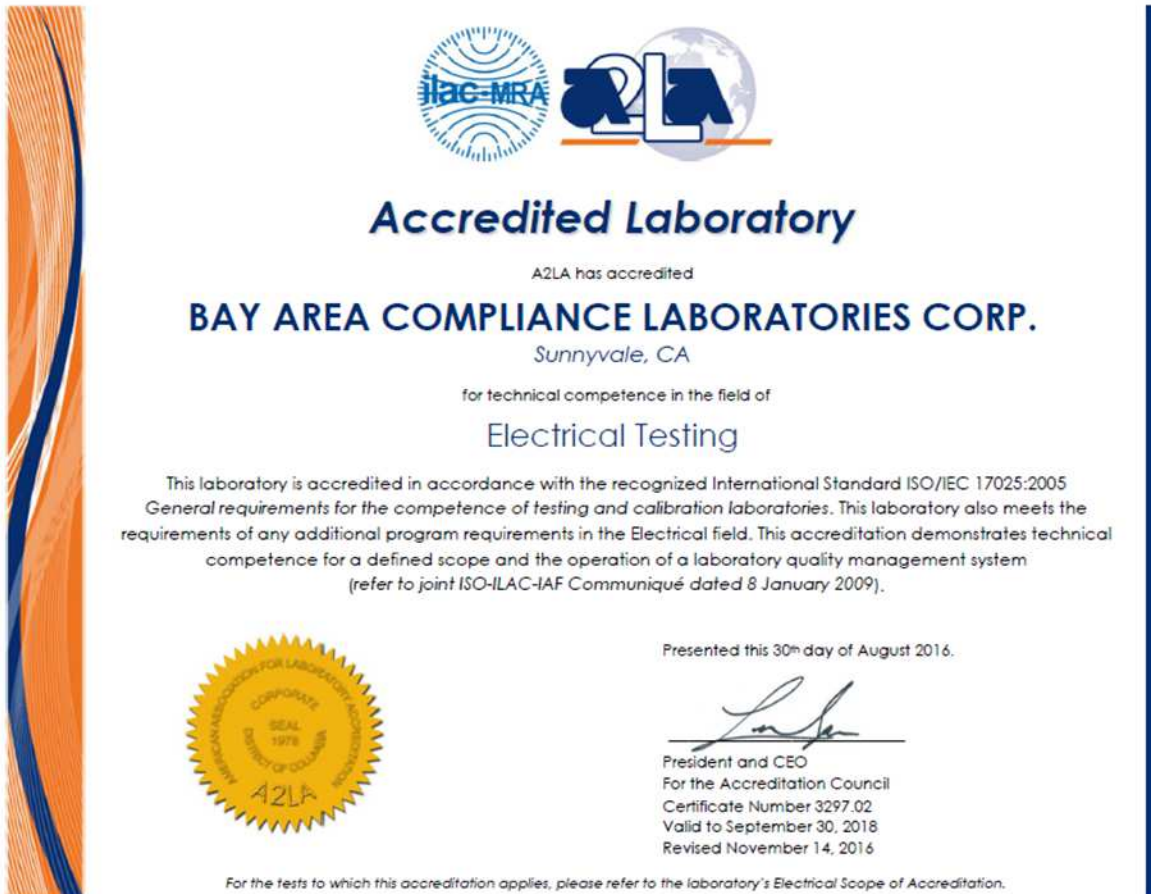 ilac-MRA
A2LA
Accredited Laboratory
A2LA has accredited
BAY AREA COMPLIANCE LABORATORIES CORP.
Sunnyvale, CA
for technical competence in the field of
Electrical Testing
This laboratory is accredited in accordance with the recognized International Standard ISO/IEC 17025:2005
General requirements for the competence of testing and calibration laboratories. This laboratory also meets the
requirements of any additional program requirements in the Electrical field. This accreditation demonstrates technical
competence for a defined scope and the operation of a laboratory quality management system
(refer to joint ISO-ILAC-IAF Communiqué dated 8 January 2009).
AMERICAN ASSOCIATION FOR LABORATORY ACCREDITATION
CORPORATE
SEAL
1978
DISTRICT OF COLUMBIA
A2LA
Presented this 30th day of August 2016.
President and CEO
For the Accreditation Council
Certificate Number 3297.02
Valid to September 30, 2018
Revised November 14, 2016
For the tests to which this accreditation applies, please refer to the laboratory's Electrical Scope of Accreditation.